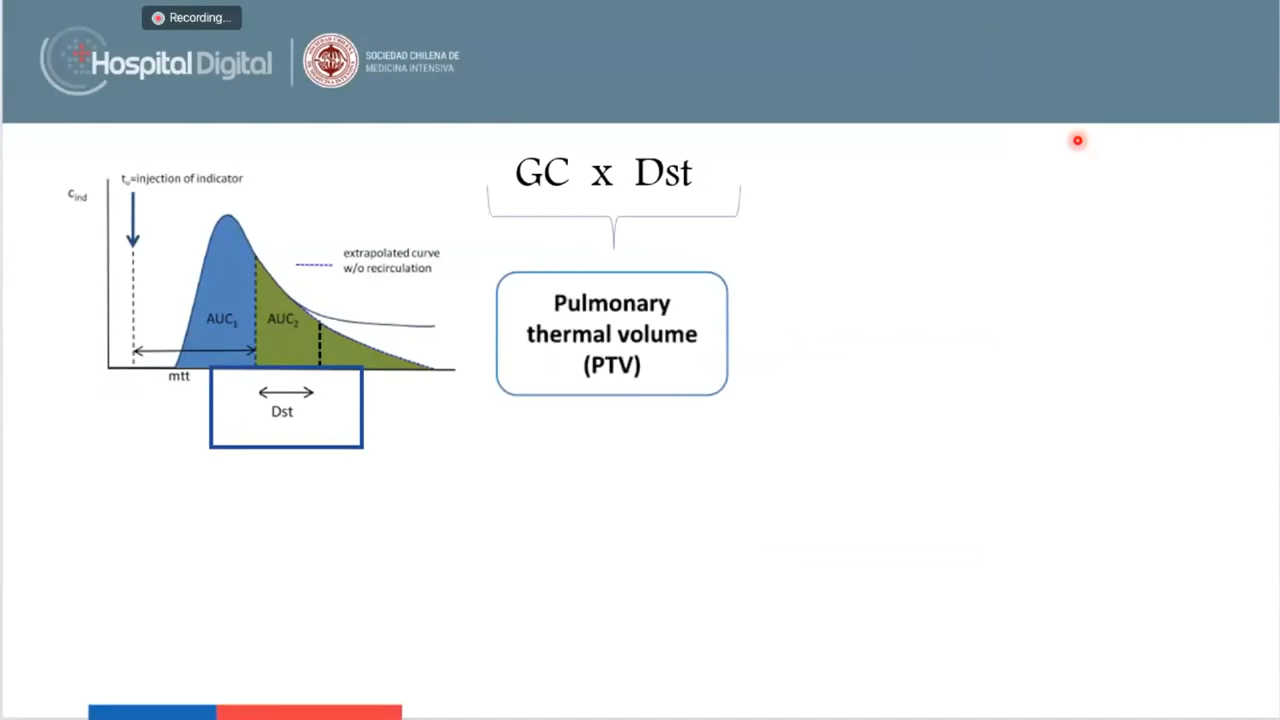 Recording...
Hospital Digital
SOCIEDAD CHILENA DE
MEDICINA INTENSIVA
GC x Dst
t₀=injection of indicator
Cind
extrapolated curve
w/o recirculation
AUC₁
AUC₂
mtt
Dst
Pulmonary
thermal volume
(PTV)